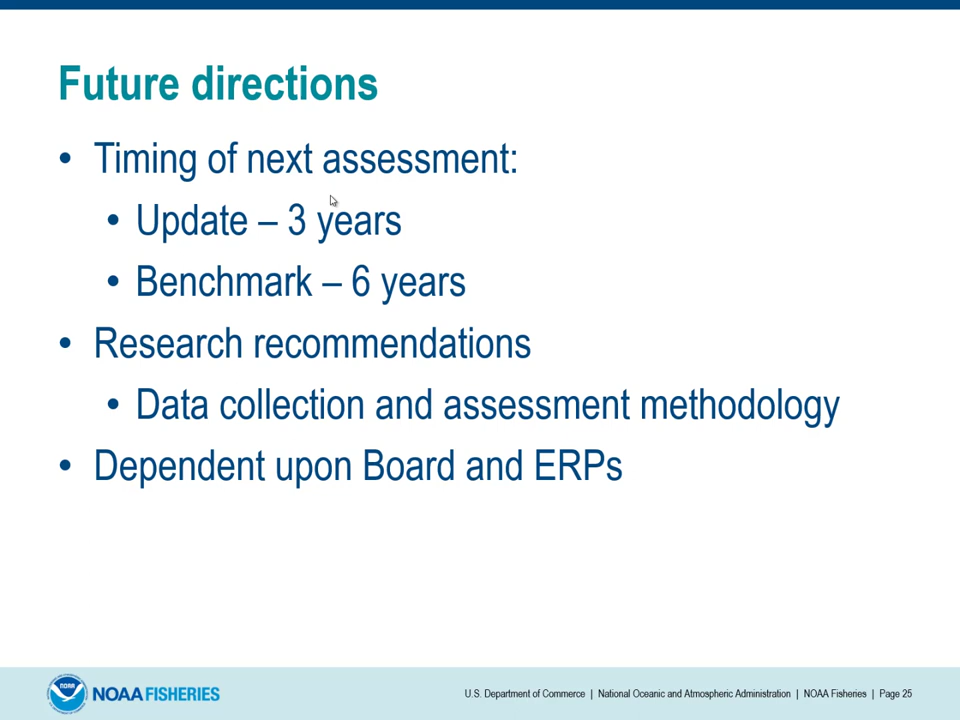 Future directions
• Timing of next assessment:
• Update – 3 years
• Benchmark – 6 years
• Research recommendations
• Data collection and assessment methodology
• Dependent upon Board and ERPs
NOAA
NOAA FISHERIES
U.S. Department of Commerce | National Oceanic and Atmospheric Administration | NOAA Fisheries | Page 25